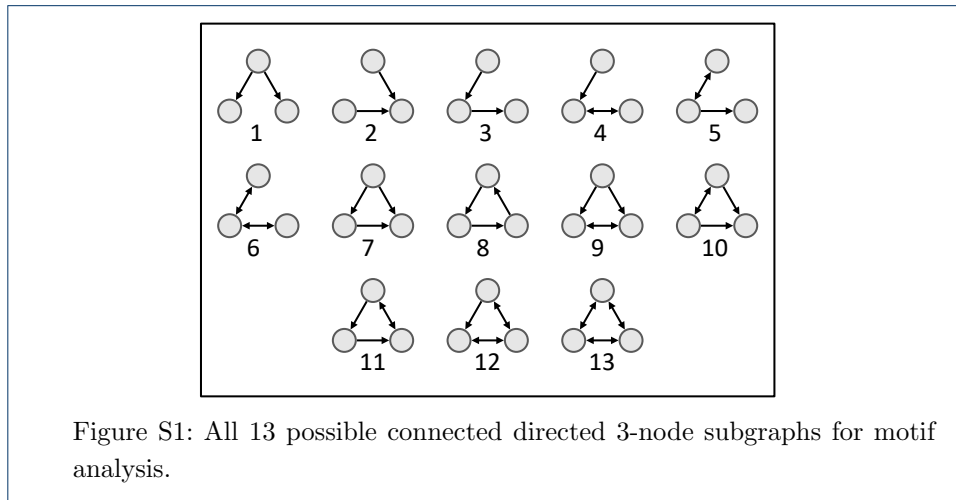 1 2 3 4 5
6 7 8 9 10
11 12 13
Figure S1: All 13 possible connected directed 3-node subgraphs for motif
analysis.